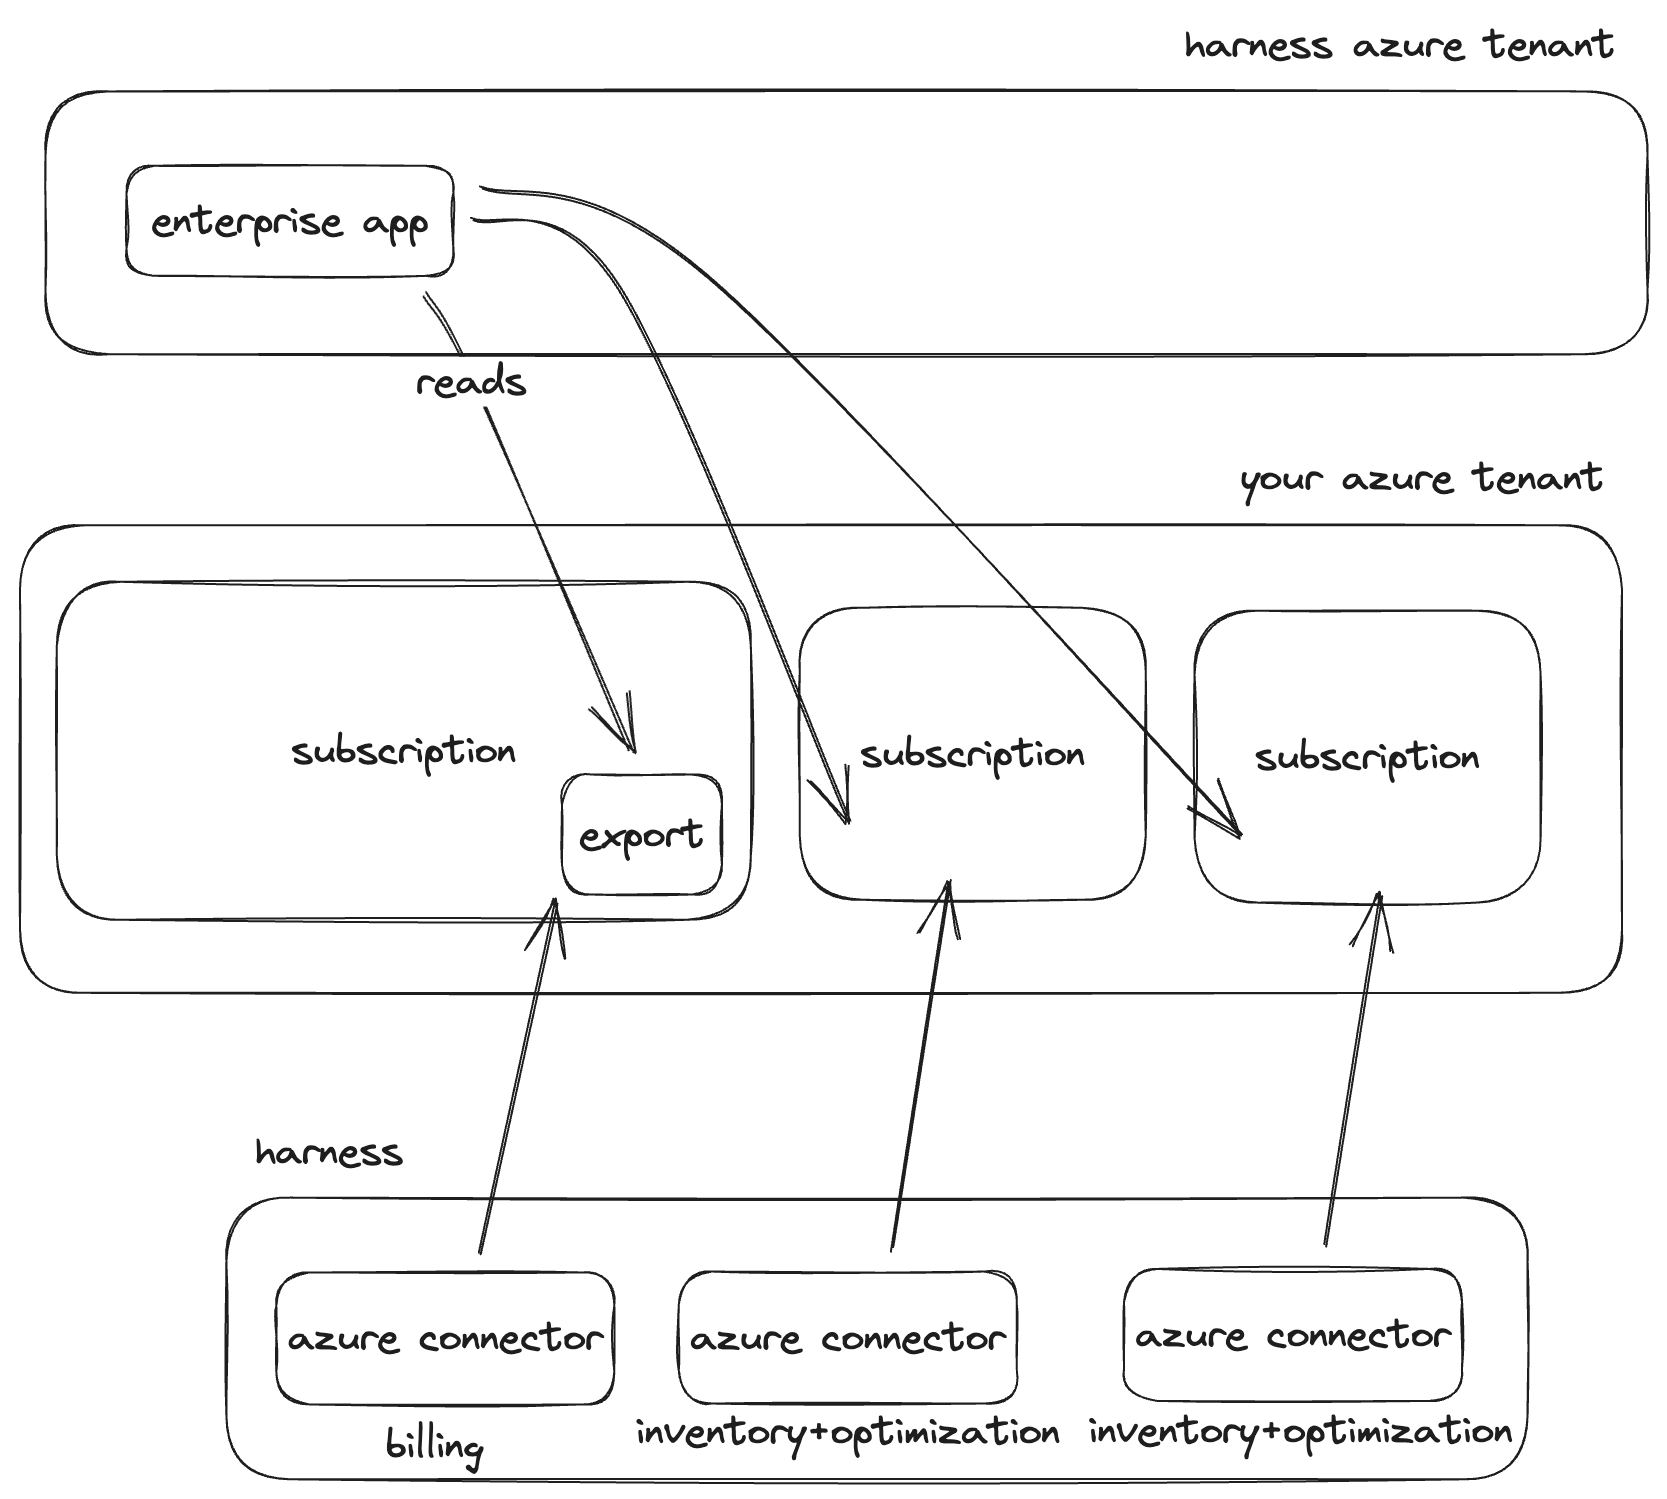 harness azure tenant
enterprise app
reads
your azure tenant
subscription
subscription
subscription
export
harness
azure connector
azure connector
azure connector
billing
inventory+optimization
inventory+optimization